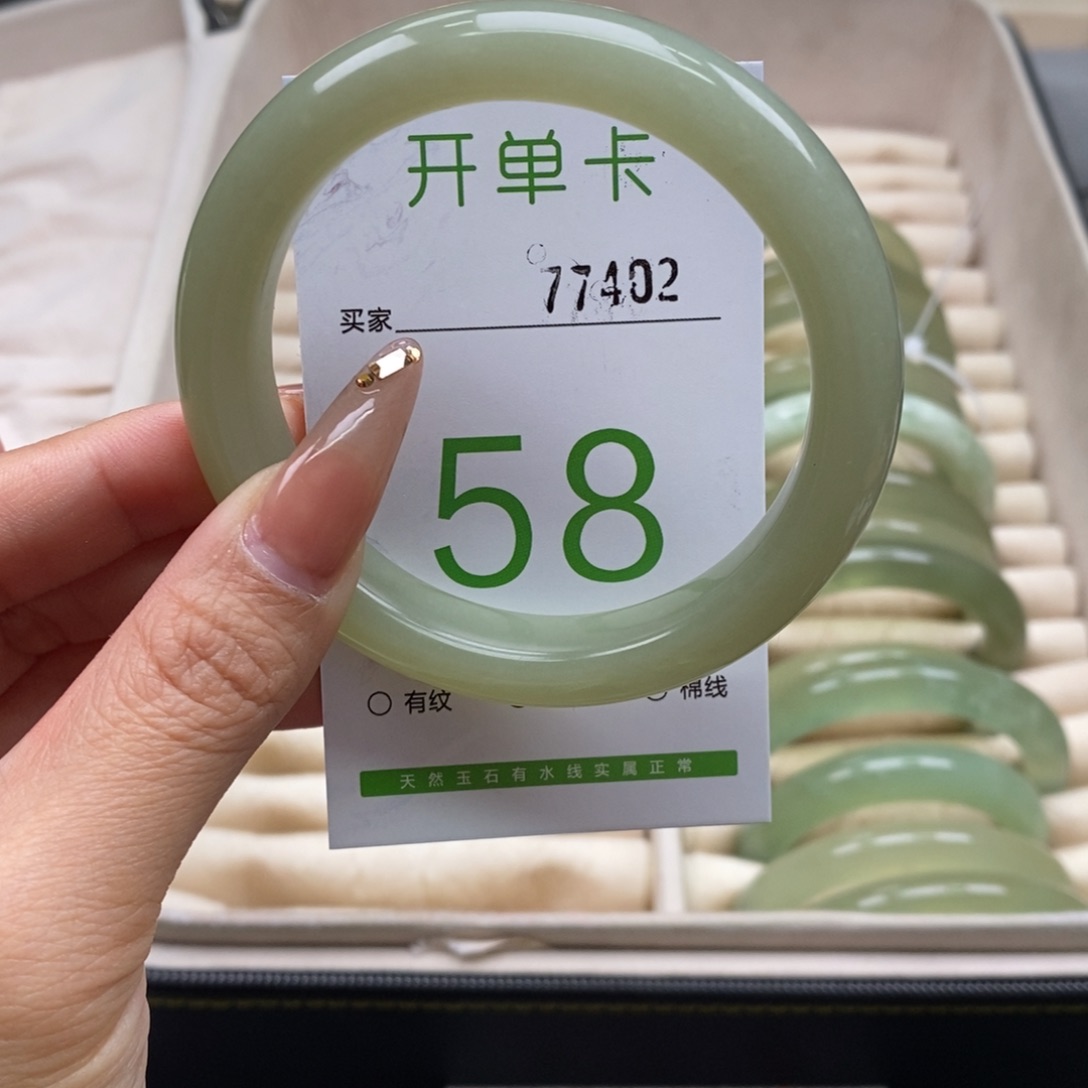 开单卡
77402
买家
58
有纹 棉线
天然玉石有水线实属正常